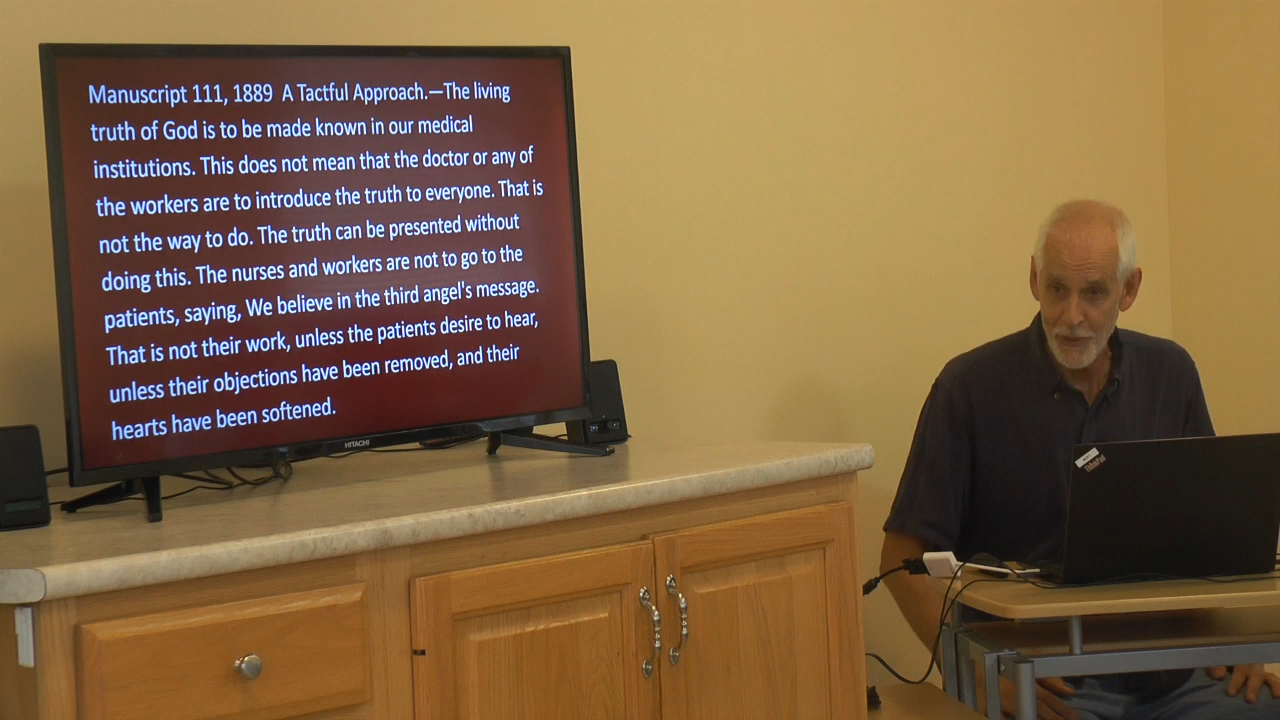 Manuscript 111, 1889  A Tactful Approach.—The living
truth of God is to be made known in our medical
institutions. This does not mean that the doctor or any of
the workers are to introduce the truth to everyone. That is
not the way to do. The truth can be presented without
doing this. The nurses and workers are not to go to the
patients, saying, We believe in the third angel's message.
That is not their work, unless the patients desire to hear,
unless their objections have been removed, and their
hearts have been softened.
HITACHI
ThinkPad